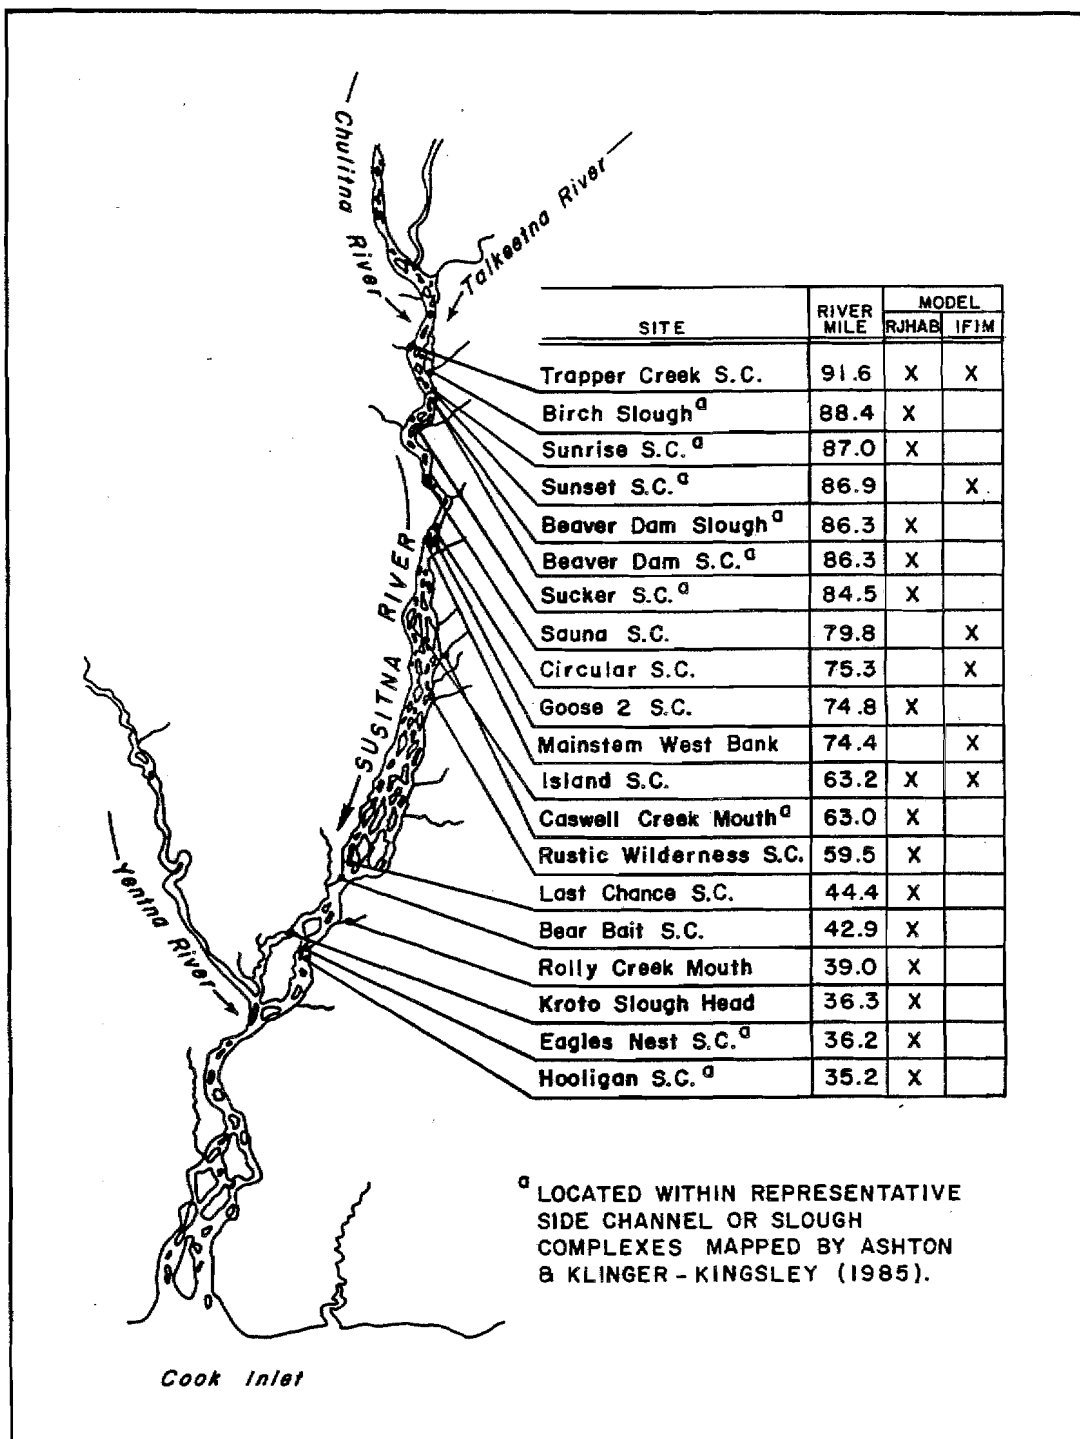 Chulitna River
Talkeetna River
SUSITNA RIVER
Yentna River
Cook Inlet
SITE RIVER MILE MODEL
RJHAB IFIM
Trapper Creek S.C. 91.6 X X
Birch Slough a 88.4 X
Sunrise S.C. a 87.0 X
Sunset S.C. a 86.9 X
Beaver Dam Slough a 86.3 X
Beaver Dam S.C. a 86.3 X
Sucker S.C. a 84.5 X
Sauna S.C. 79.8 X
Circular S.C. 75.3 X
Goose 2 S.C. 74.8 X
Mainstem West Bank 74.4 X
Island S.C. 63.2 X X
Caswell Creek Mouth a 63.0 X
Rustic Wilderness S.C. 59.5 X
Last Chance S.C. 44.4 X
Bear Bait S.C. 42.9 X
Rolly Creek Mouth 39.0 X
Kroto Slough Head 36.3 X
Eagles Nest S.C. a 36.2 X
Hooligan S.C. a 35.2 X
a LOCATED WITHIN REPRESENTATIVE
SIDE CHANNEL OR SLOUGH
COMPLEXES MAPPED BY ASHTON
& KLINGER-KINGSLEY (1985).